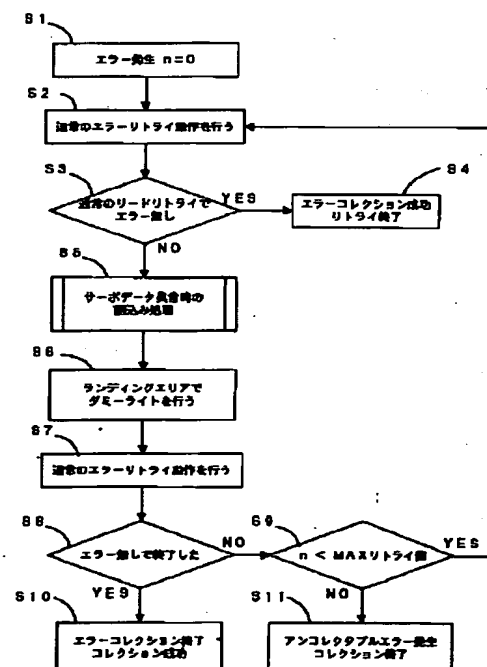 S1
エラー発生 n=0
S2
通常のエラーリトライ動作を行う
S3
通常のリードリトライで
エラー無し
YES
S4
エラーコレクション成功
リトライ終了
NO
S5
サーボデータ異常時の
割込み処理
S6
ランディングエリアで
ダミーライトを行う
S7
通常のエラーリトライ動作を行う
S8
エラー無しで終了した
NO
S9
n < MAXリトライ値
YES
YES
NO
S10
エラーコレクション終了
コレクション成功
S11
アンコレクタブルエラー発生
コレクション終了